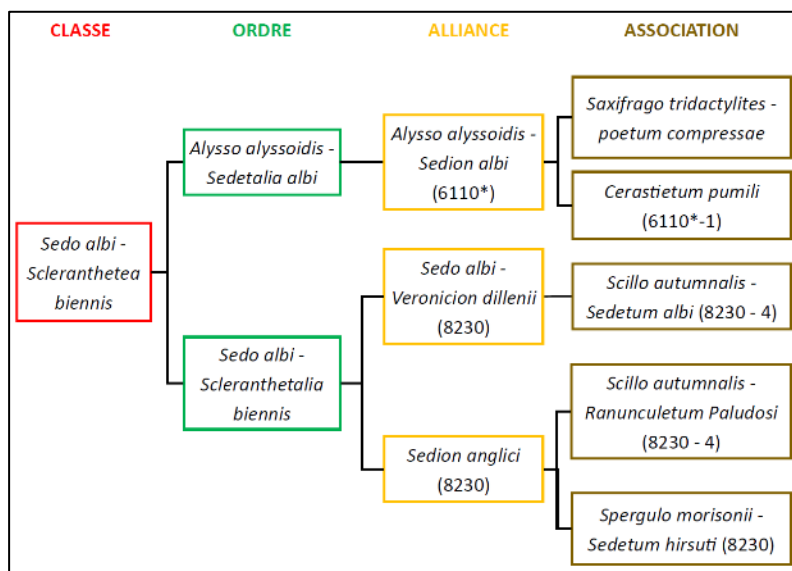 CLASSE
ORDRE
ALLIANCE
ASSOCIATION
Sedo albi -
Scleranthetea
biennis
Alysso alyssoidis -
Sedetalia albi
Sedo albi -
Scleranthetalia
biennis
Alysso alyssoidis -
Sedion albi
(6110*)
Sedo albi -
Veronicion dillenii
(8230)
Sedion anglici
(8230)
Saxifrago tridactylites -
poetum compressae
Cerastietum pumili
(6110*-1)
Scillo autumnalis -
Sedetum albi (8230 - 4)
Scillo autumnalis -
Ranunculetum Paludosi
(8230 - 4)
Spergulo morisonii -
Sedetum hirsuti (8230)